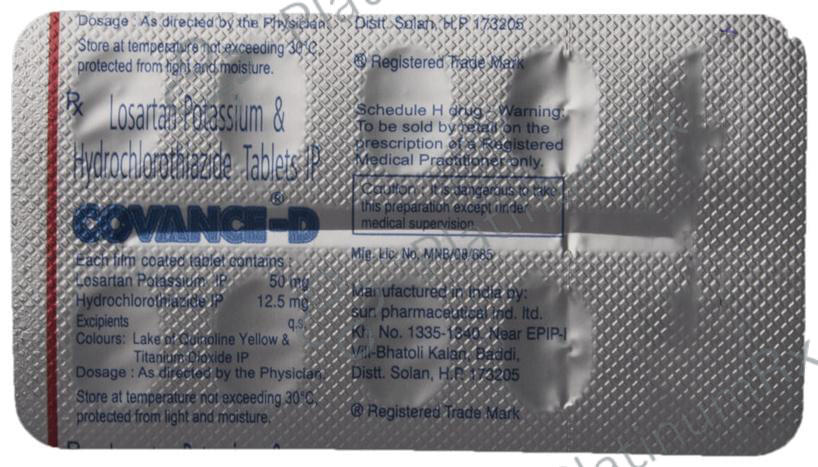 Dosage : As directed by the Physician.
Store at temperature not exceeding 30°C,
protected from light and moisture.
Rx
Losartan Potassium &
Hydrochlorothiazide Tablets IP
COVANCE-D®
Each film coated tablet contains :
Losartan Potassium IP 50 mg
Hydrochlorothiazide IP 12.5 mg
Excipients q.s.
Colours: Lake of Quinoline Yellow &
Titanium Dioxide IP
Dosage : As directed by the Physician.
Store at temperature not exceeding 30°C,
protected from light and moisture.
Distt. Solan, H.P. 173205
® Registered Trade Mark
Schedule H drug - Warning:
To be sold by retail on the
prescription of a Registered
Medical Practitioner only.
Caution : It is dangerous to take
this preparation except under
medical supervision.
Mfg. Lic. No. MNB/08/685
Manufactured in India by:
sun pharmaceutical ind. ltd.
Kh. No. 1335-1340, Near EPIP-I
Vill-Bhatoli Kalan, Baddi,
Distt. Solan, H.P. 173205
® Registered Trade Mark